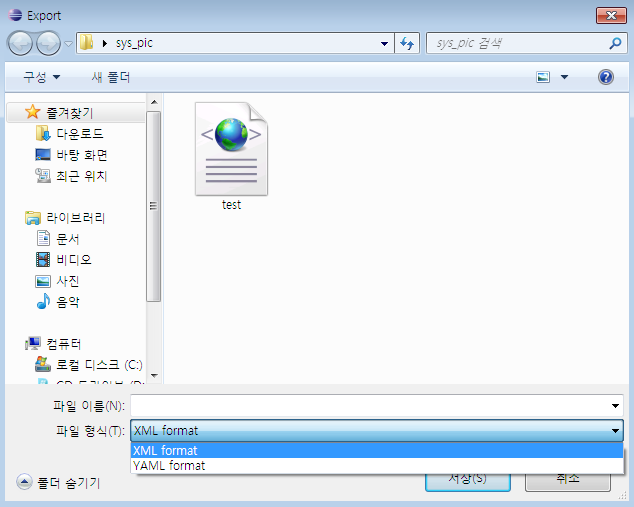 Export
sys_pic
sys_pic 검색
구성
새 폴더
즐겨찾기
다운로드
바탕 화면
최근 위치
라이브러리
문서
비디오
사진
음악
컴퓨터
로컬 디스크 (C:)
test
파일 이름(N):
파일 형식(T):
XML format
XML format
YAML format
폴더 숨기기
저장(S)
취소